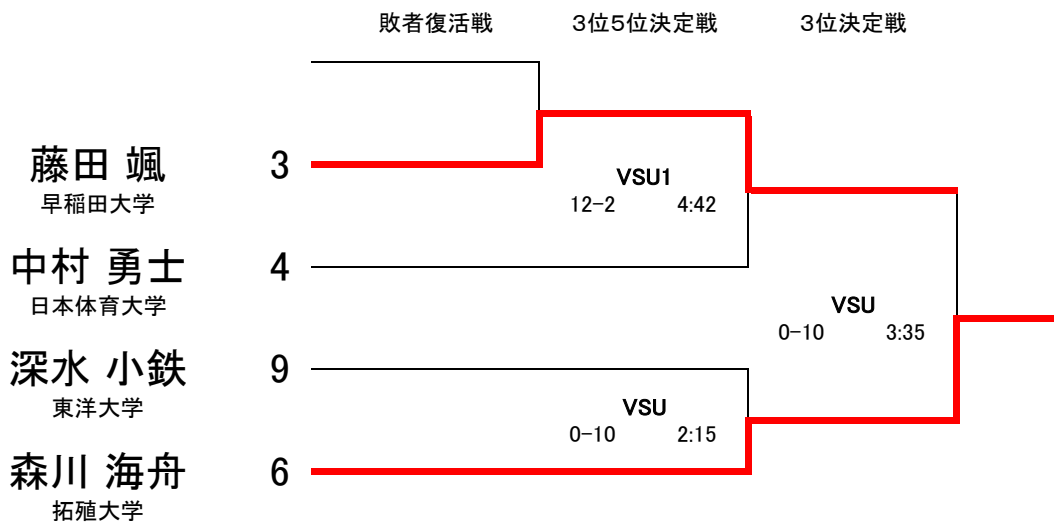 敗者復活戦 3位5位決定戦 3位決定戦
藤田 颯 3
早稲田大学
VSU1
12-2 4:42
中村 勇士 4
日本体育大学
VSU
0-10 3:35
深水 小鉄 9
東洋大学
VSU
0-10 2:15
森川 海舟 6
拓殖大学